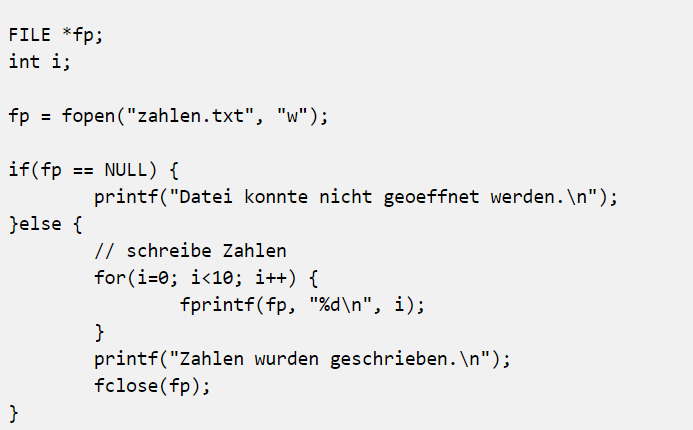 FILE *fp;
int i;
fp = fopen("zahlen.txt", "w");
if(fp == NULL) {
printf("Datei konnte nicht geoeffnet werden.\n");
}else {
// schreibe Zahlen
for(i=0; i<10; i++) {
fprintf(fp, "%d\n", i);
}
printf("Zahlen wurden geschrieben.\n");
fclose(fp);
}